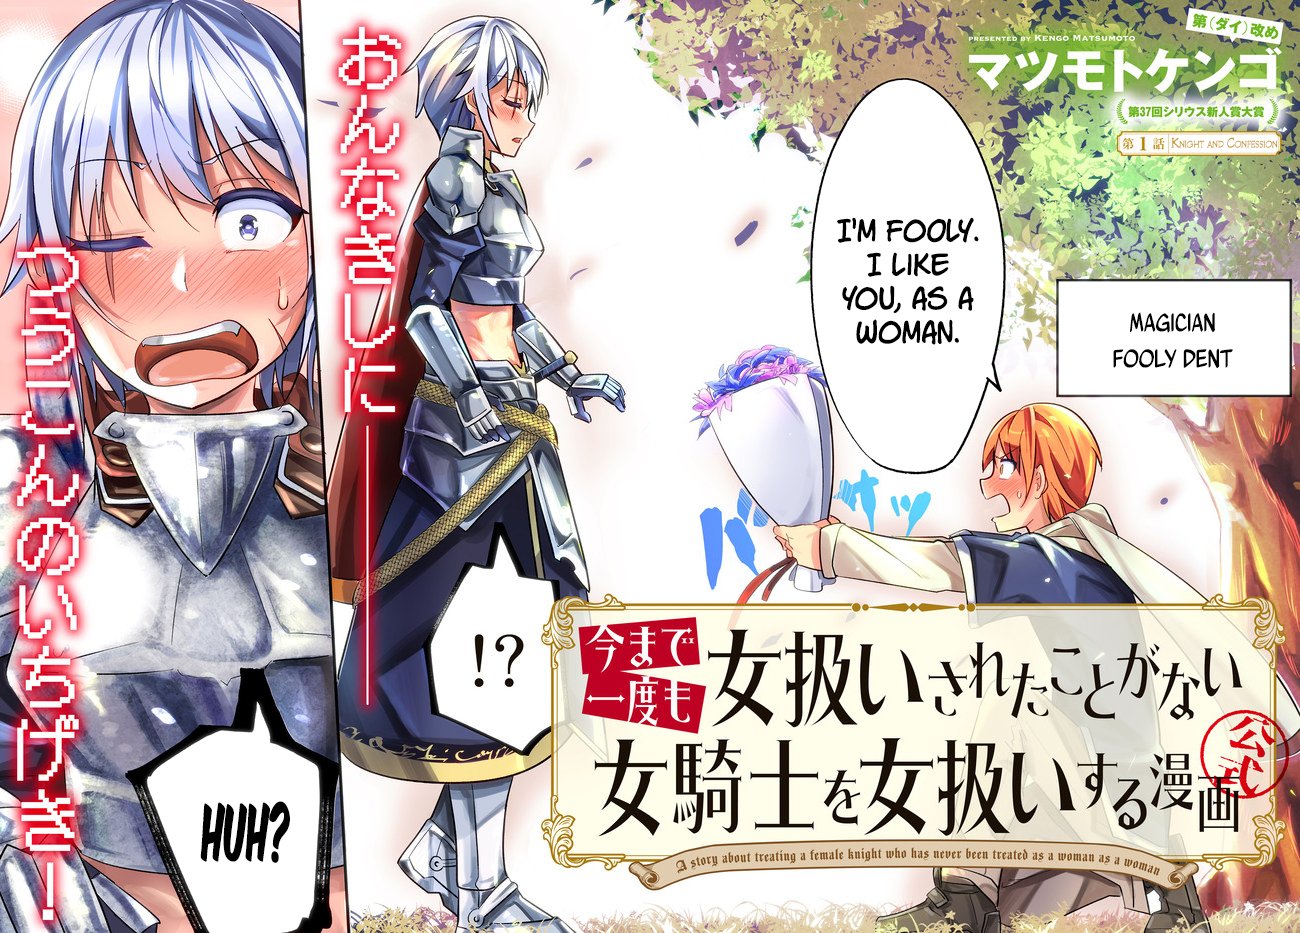 第(ダイ)改め
PRESENTED BY KENGO MATSUMOTO
マツモトケンゴ
第37回シリウス新人賞大賞
第1話 KNIGHT AND CONFESSION
MAGICIAN
FOOLY DENT
I'M FOOLY.
I LIKE
YOU, AS A
WOMAN.
バッ
サッ
!?
おんなきしに——
HUH?
つうこんのいちげき——!
今まで
一度も
女扱いされたことがない
女騎士を女扱いする漫画
公式
A story about treating a female knight who has never been treated as a woman as a woman